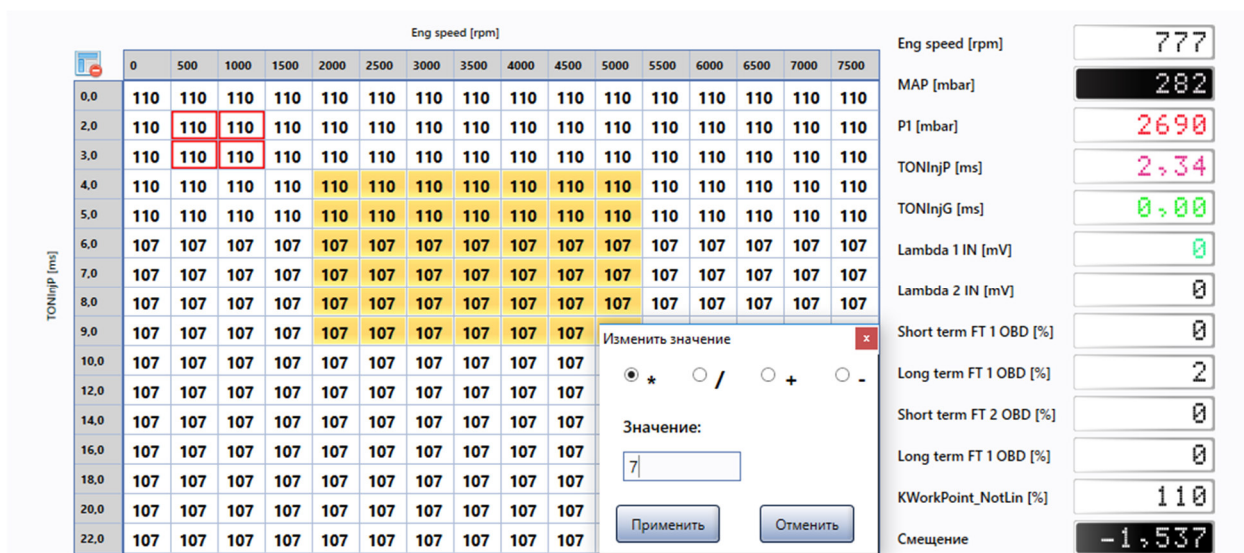 Eng speed [rpm]
0 500 1000 1500 2000 2500 3000 3500 4000 4500 5000 5500 6000 6500 7000 7500
0,0 110 110 110 110 110 110 110 110 110 110 110 110 110 110 110 110
2,0 110 110 110 110 110 110 110 110 110 110 110 110 110 110 110 110
3,0 110 110 110 110 110 110 110 110 110 110 110 110 110 110 110 110
4,0 110 110 110 110 110 110 110 110 110 110 110 110 110 110 110 110
5,0 110 110 110 110 110 110 110 110 110 110 110 110 110 110 110 110
6,0 107 107 107 107 107 107 107 107 107 107 107 107 107 107 107 107
7,0 107 107 107 107 107 107 107 107 107 107 107 107 107 107 107 107
8,0 107 107 107 107 107 107 107 107 107 107 107 107 107 107 107 107
9,0 107 107 107 107 107 107 107 107 107 107
10,0 107 107 107 107 107 107 107 107 107 107
12,0 107 107 107 107 107 107 107 107 107 107
14,0 107 107 107 107 107 107 107 107 107 107
16,0 107 107 107 107 107 107 107 107 107 107
18,0 107 107 107 107 107 107 107 107 107 107
20,0 107 107 107 107 107 107 107 107 107 107
22,0 107 107 107 107 107 107 107 107 107 107
TONInjP [ms]
Изменить значение x
* / + -
Значение:
7
Применить Отменить
Eng speed [rpm] 777
MAP [mbar] 282
P1 [mbar] 2690
TONInjP [ms] 2,34
TONInjG [ms] 0,00
Lambda 1 IN [mV] 0
Lambda 2 IN [mV] 0
Short term FT 1 OBD [%] 0
Long term FT 1 OBD [%] 2
Short term FT 2 OBD [%] 0
Long term FT 1 OBD [%] 0
KWorkPoint_NotLin [%] 110
Смещение -1,537